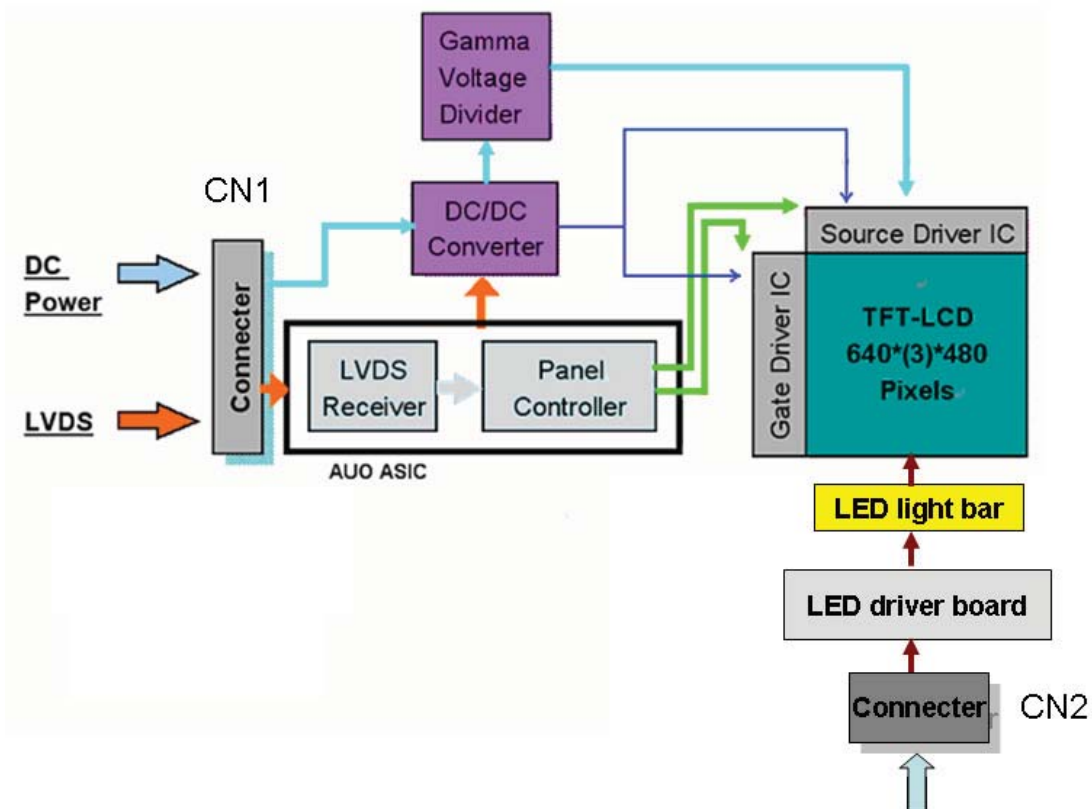 Gamma
Voltage
Divider
CN1
DC/DC
Converter
DC
Power
LVDS
Connecter
LVDS
Receiver
Panel
Controller
AUO ASIC
Source Driver IC
Gate Driver IC
TFT-LCD
640*(3)*480
Pixels
LED light bar
LED driver board
Connecter
CN2